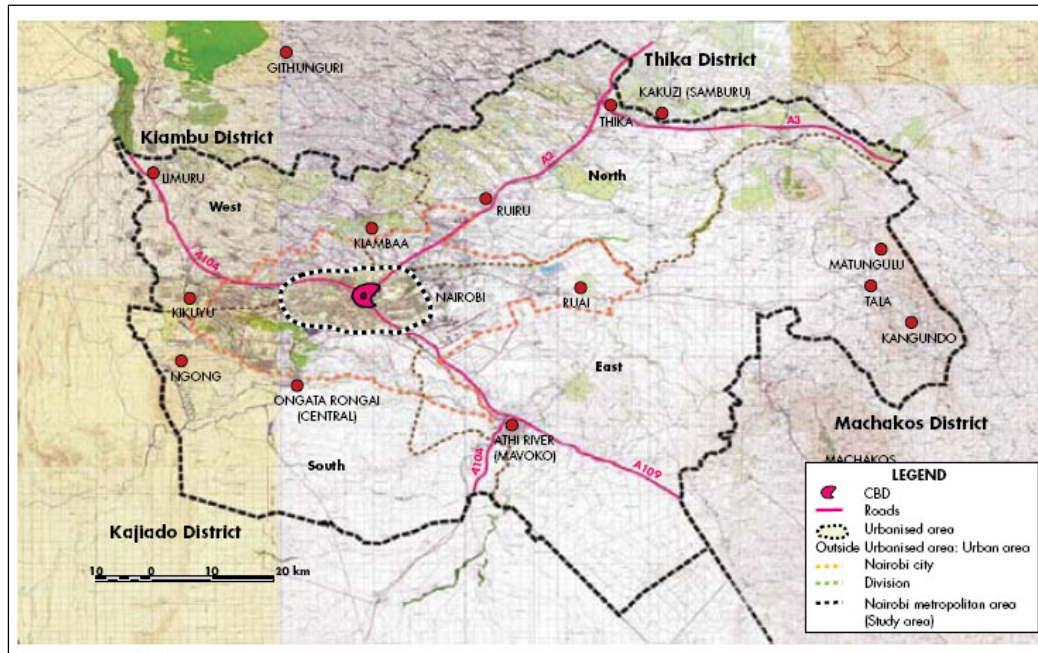 GITHUNGURI
Thika District
KAKUZI (SAMBURU)
THIKA
A3
Kiambu District
A2
North
LIMURU
West
RUIRU
KIAMBAA
A104
MATUNGULU
NAIROBI
RUAI
TALA
KIKUYU
KANGUNDO
NGONG
East
ONGATA RONGAI
(CENTRAL)
Machakos District
ATHI RIVER
(MAVOKO)
MACHAKOS
South
A104
A109
Kajiado District
10 0 10 20 km
LEGEND
CBD
Roads
Urbanised area
Outside Urbanised area: Urban area
Nairobi city
Division
Nairobi metropolitan area
(Study area)